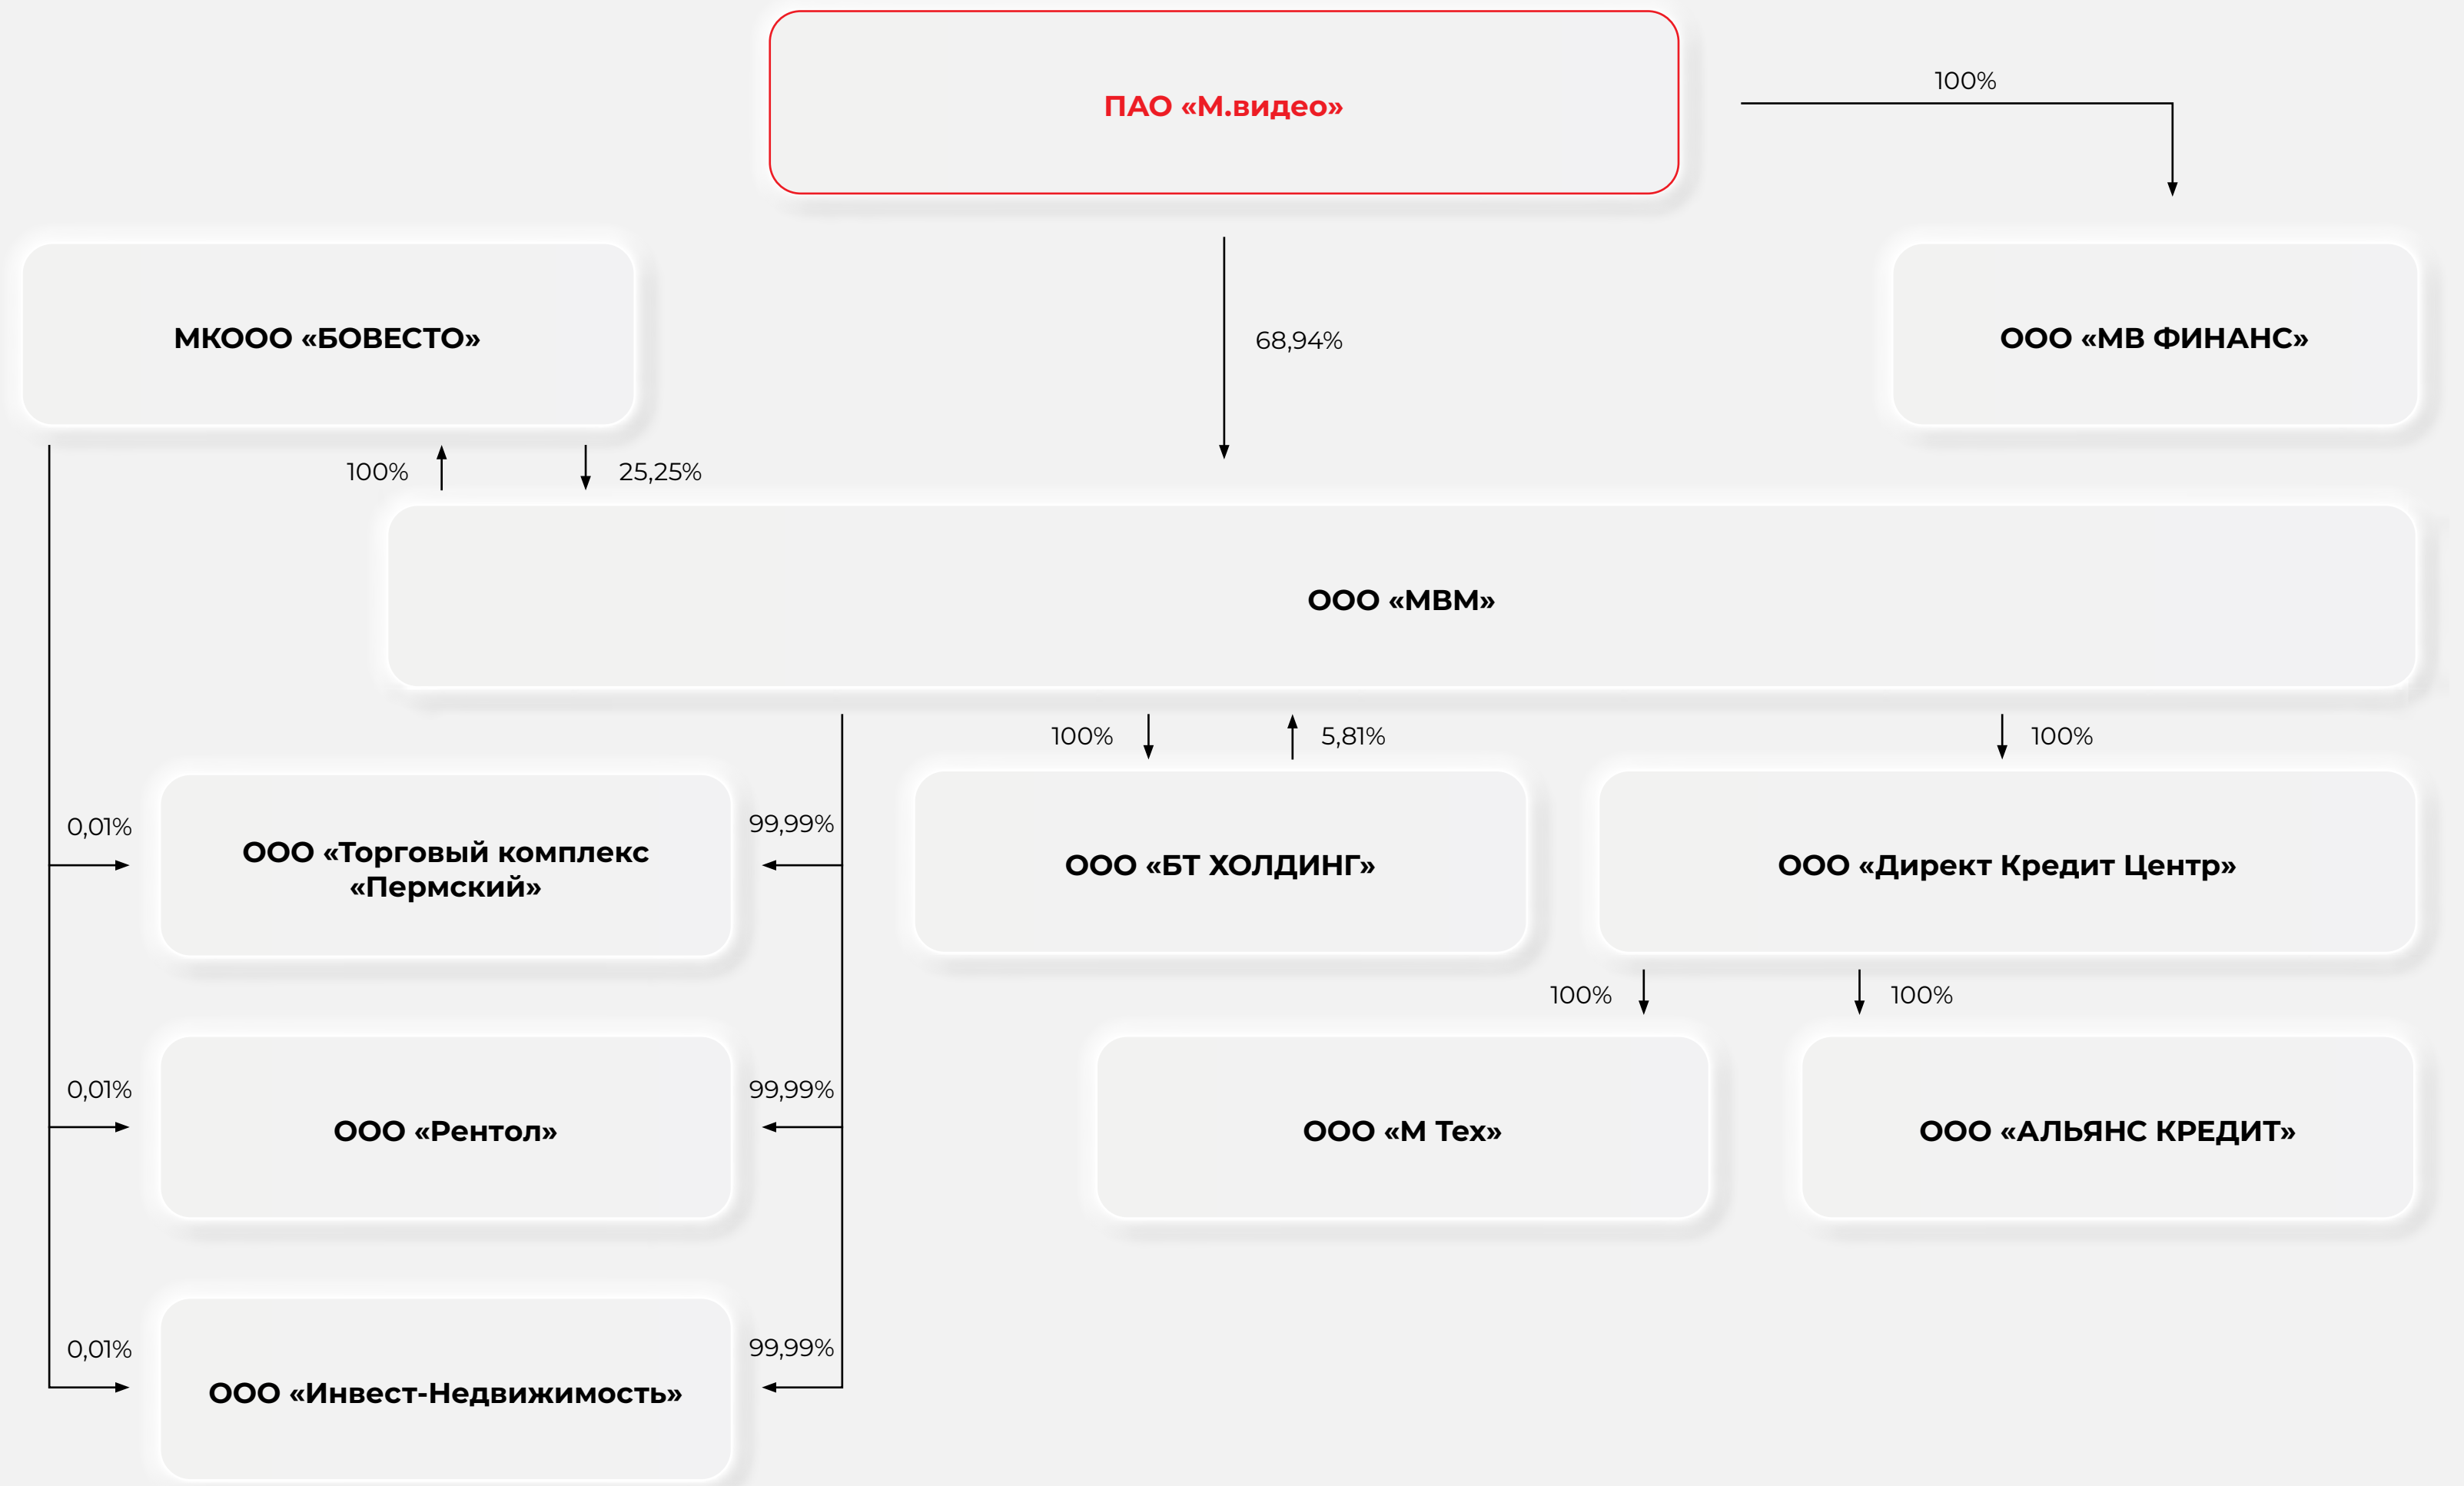 ПАО «М.видео»
100%
МКООО «БОВЕСТО»
68,94%
ООО «МВ ФИНАНС»
100%
25,25%
ООО «МВМ»
100%
5,81%
100%
0,01%
ООО «Торговый комплекс
«Пермский»
99,99%
ООО «БТ ХОЛДИНГ»
ООО «Директ Кредит Центр»
100%
100%
0,01%
ООО «Рентол»
99,99%
ООО «М Тех»
ООО «АЛЬЯНС КРЕДИТ»
0,01%
ООО «Инвест-Недвижимость»
99,99%